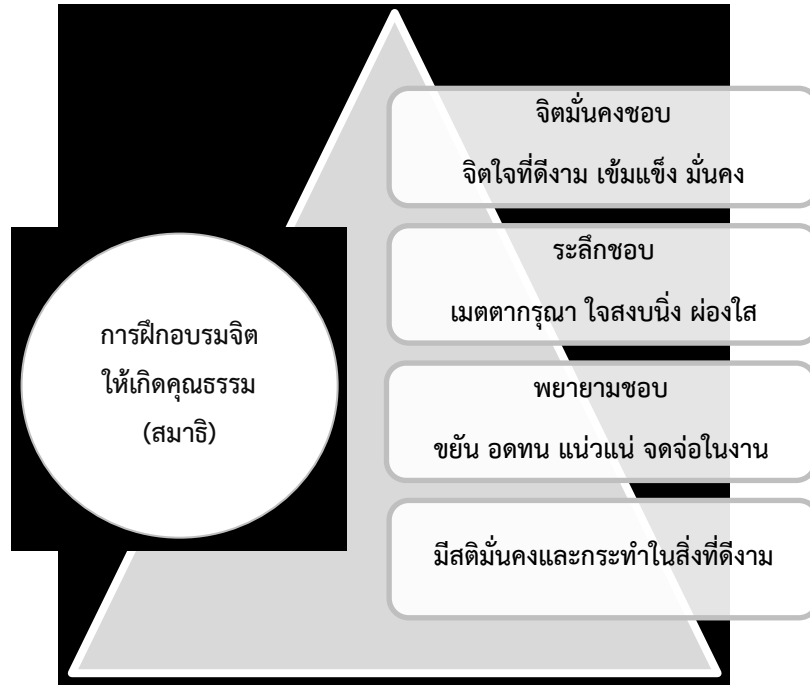 จิตมั่นคงชอบ
จิตใจที่ดีงาม เข้มแข็ง มั่นคง
ระลึกชอบ
เมตตากรุณา ใจสงบนิ่ง ผ่องใส
การฝึกอบรมจิต
ให้เกิดคุณธรรม
(สมาธิ)
พยายามชอบ
ขยัน อดทน แน่วแน่ จดจ่อในงาน
มีสติมั่นคงและกระทำในสิ่งที่ดีงาม